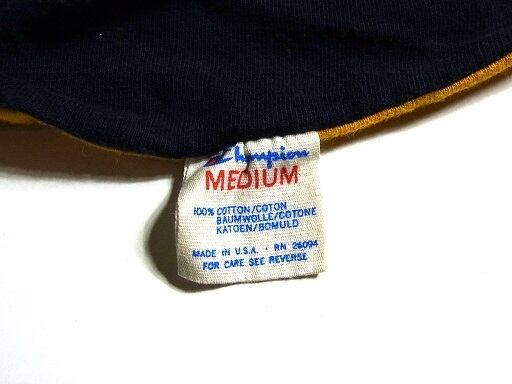 Champion
MEDIUM
100% COTTON/COTON
BAUMWOLLE/COTONE
KATOEN/BOMULD
MADE IN U.S.A. · RN 26094
FOR CARE SEE REVERSE